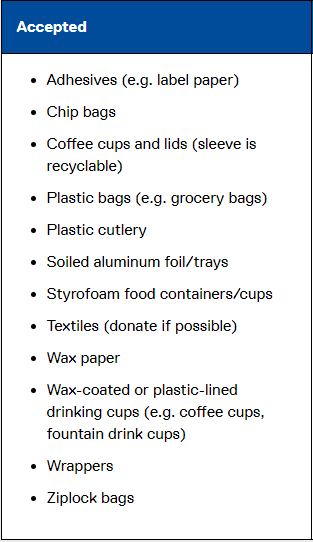 Accepted
• Adhesives (e.g. label paper)
• Chip bags
• Coffee cups and lids (sleeve is
recyclable)
• Plastic bags (e.g. grocery bags)
• Plastic cutlery
• Soiled aluminum foil/trays
• Styrofoam food containers/cups
• Textiles (donate if possible)
• Wax paper
• Wax-coated or plastic-lined
drinking cups (e.g. coffee cups,
fountain drink cups)
• Wrappers
• Ziplock bags